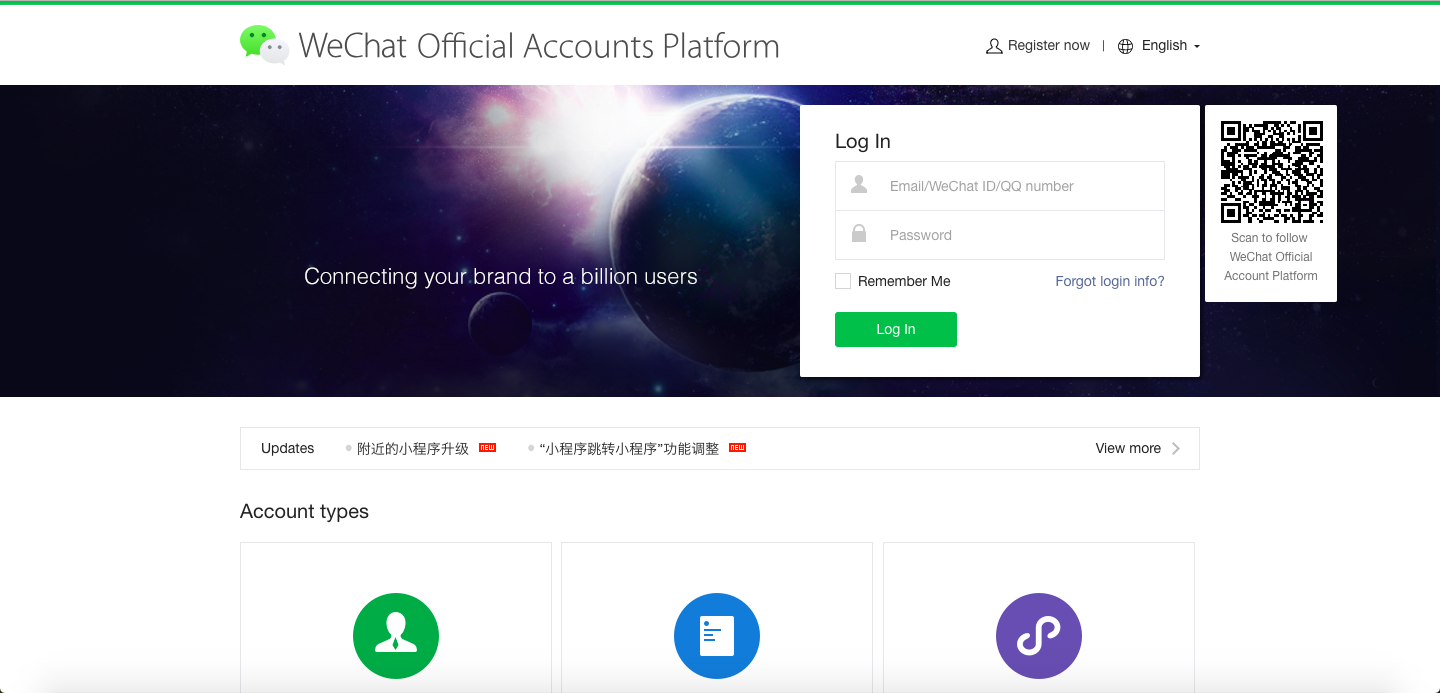 WeChat Official Accounts Platform
Register now
English
Log In
Email/WeChat ID/QQ number
Password
Remember Me
Forgot login info?
Log In
Scan to follow
WeChat Official
Account Platform
Connecting your brand to a billion users
Updates
附近的小程序升级 NEW
“小程序跳转小程序”功能调整 NEW
View more
Account types